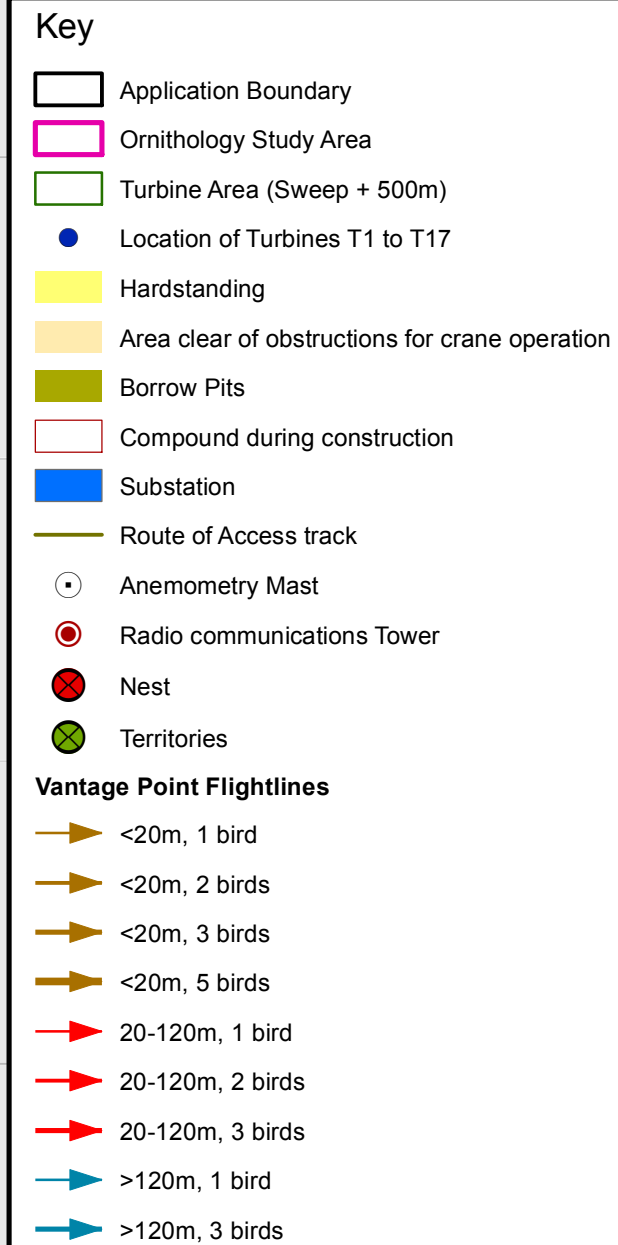 Key
Application Boundary
Ornithology Study Area
Turbine Area (Sweep + 500m)
Location of Turbines T1 to T17
Hardstanding
Area clear of obstructions for crane operation
Borrow Pits
Compound during construction
Substation
Route of Access track
Anemometry Mast
Radio communications Tower
Nest
Territories
Vantage Point Flightlines
<20m, 1 bird
<20m, 2 birds
<20m, 3 birds
<20m, 5 birds
20-120m, 1 bird
20-120m, 2 birds
20-120m, 3 birds
>120m, 1 bird
>120m, 3 birds